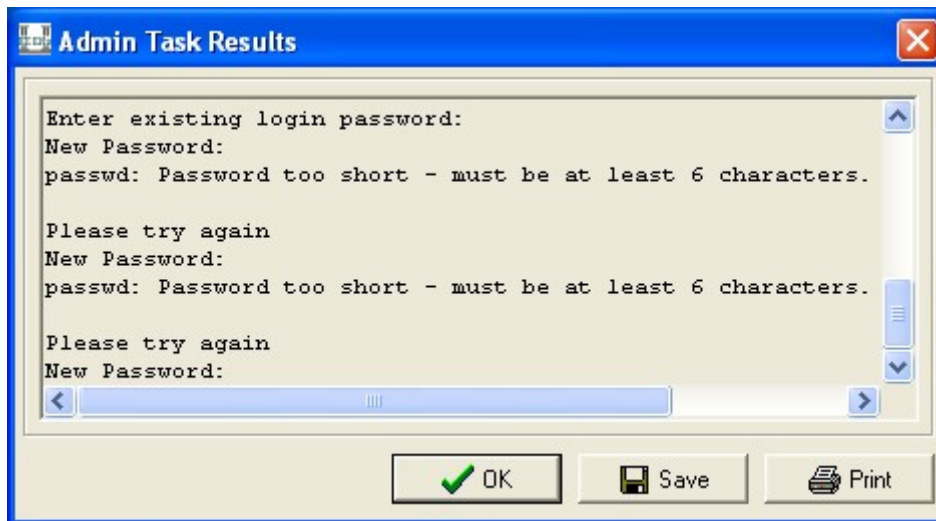 Admin Task Results
Enter existing login password:
New Password:
passwd: Password too short - must be at least 6 characters.
Please try again
New Password:
passwd: Password too short - must be at least 6 characters.
Please try again
New Password:
OK
Save
Print